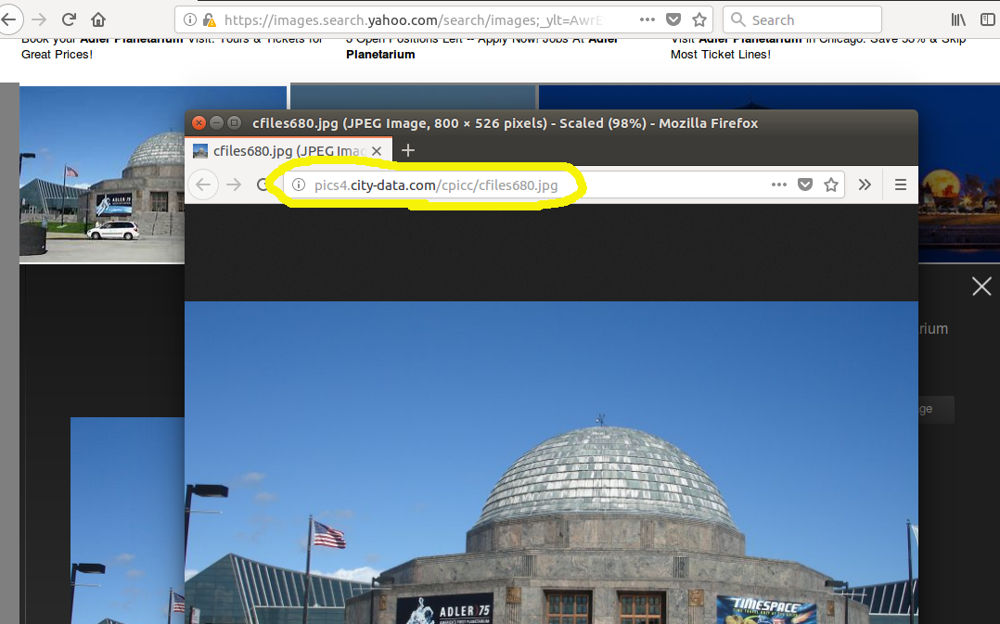 https://images.search.yahoo.com/search/images;_ylt=AwrE
Search
Book your Adler Planetarium Visit. Tours & Tickets for
Great Prices!
5 Open Positions Left -- Apply Now! Jobs At Adler
Planetarium
Visit Adler Planetarium in Chicago. Save 55% & Skip
Most Ticket Lines!
cfiles680.jpg (JPEG Image, 800 × 526 pixels) - Scaled (98%) - Mozilla Firefox
cfiles680.jpg (JPEG Imag
pics4.city-data.com/cpicc/cfiles680.jpg
rium
ge
ADLER 75
AMERICA'S FIRST PLANETARIUM
TIMESPACE
ADLER 75